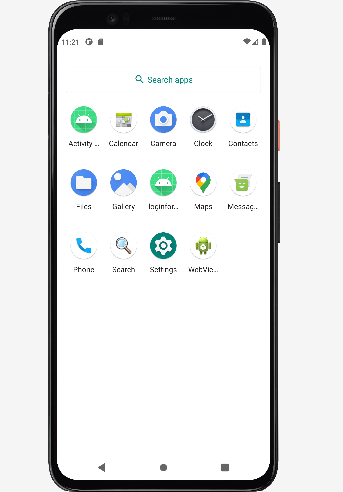 11:21
Search apps
Activity ...
Calendar
Camera
Clock
Contacts
Files
Gallery
loginfor...
Maps
Messag...
Phone
Search
Settings
WebVie...